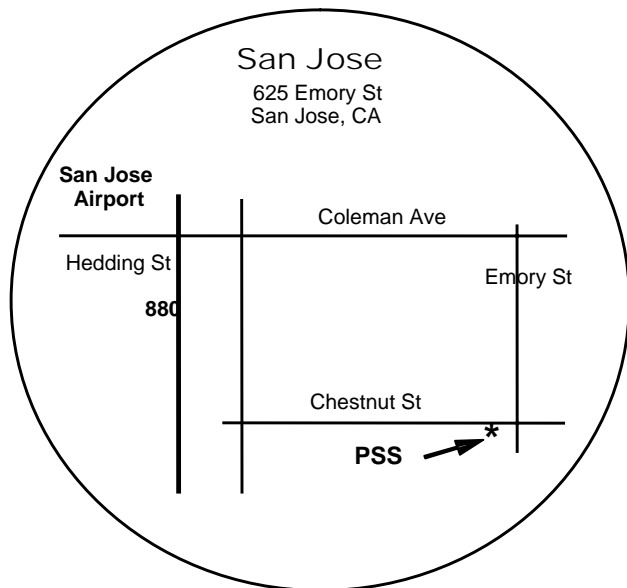 San Jose
625 Emory St
San Jose, CA
San Jose
Airport
Coleman Ave
Hedding St
Emory St
880
Chestnut St
*
PSS